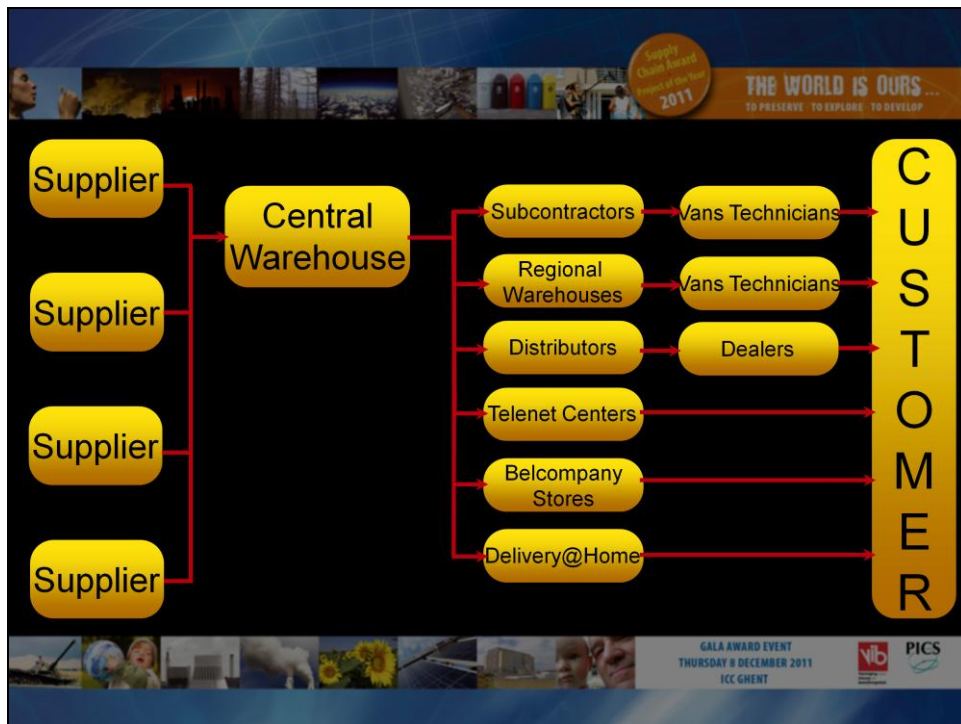 Supply
Chain Award
Project of the Year
2011
THE WORLD IS OURS...
TO PRESERVE · TO EXPLORE · TO DEVELOP
Supplier
Supplier
Supplier
Supplier
Central
Warehouse
Subcontractors
Vans Technicians
Regional
Warehouses
Vans Technicians
Distributors
Dealers
Telenet Centers
Belcompany
Stores
Delivery@Home
C
U
S
T
O
M
E
R
GALA AWARD EVENT
THURSDAY 8 DECEMBER 2011
ICC GHENT
vib
PICS